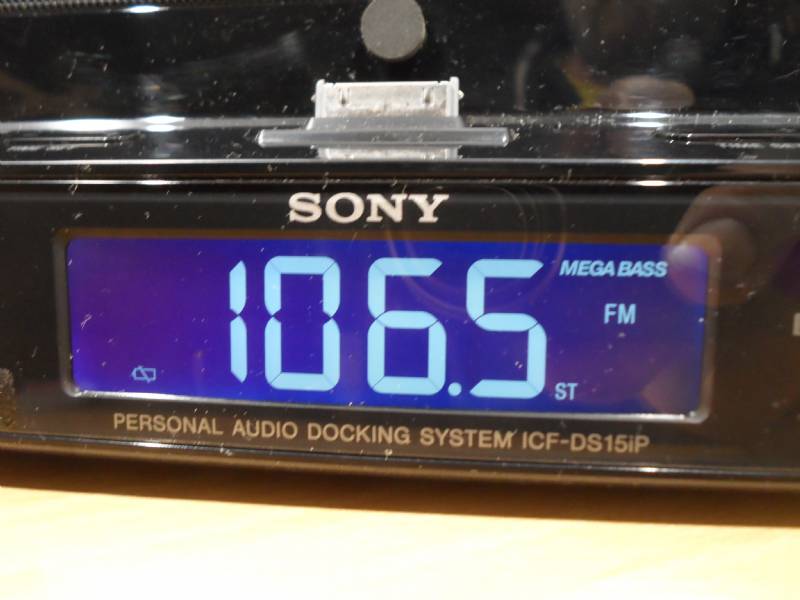 SONY
MEGA BASS
106.5 FM
ST
PERSONAL AUDIO DOCKING SYSTEM ICF-DS15iP